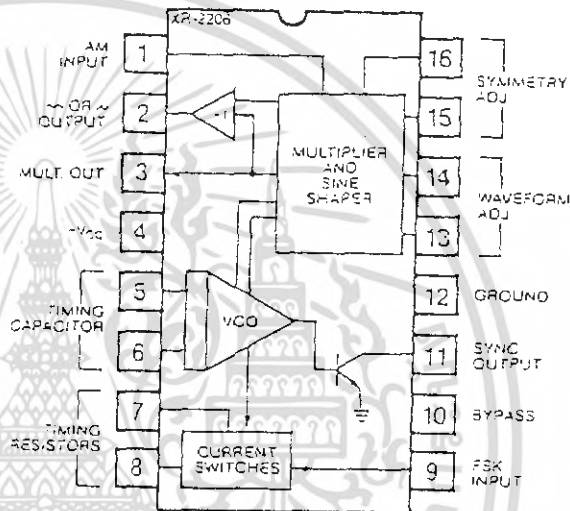 XR-2206
AM
INPUT
1
OR
OUTPUT
2
MULT. OUT
3
4
TIMING
CAPACITOR
5
6
TIMING
RESISTORS
7
8
MULTIPLIER
AND
SINE
SHAPER
VCO
CURRENT
SWITCHES
16
SYMMETRY
ADJ
15
14
WAVEFORM
ADJ
13
12
GROUND
11
SYNC
OUTPUT
10
BYPASS
9
FSK
INPUT